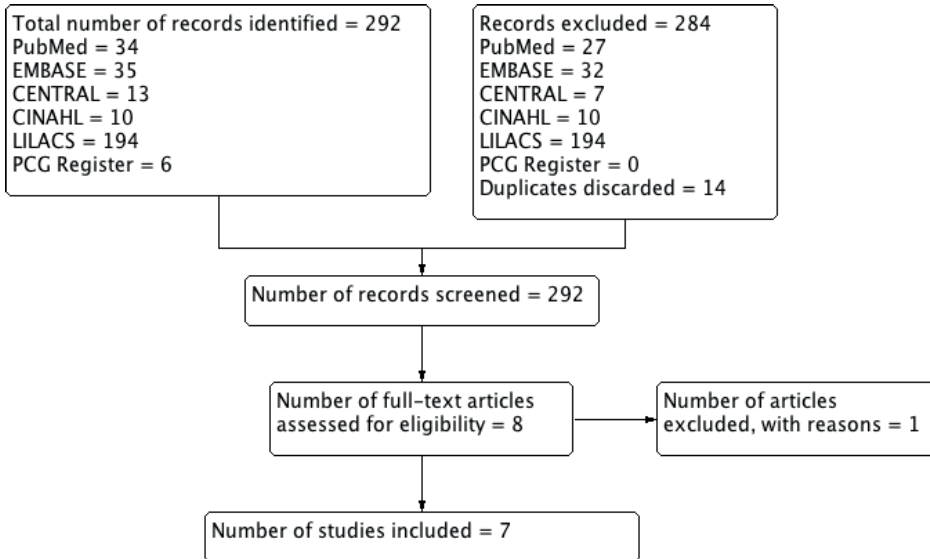 Total number of records identified = 292
PubMed = 34
EMBASE = 35
CENTRAL = 13
CINAHL = 10
LILACS = 194
PCG Register = 6
Records excluded = 284
PubMed = 27
EMBASE = 32
CENTRAL = 7
CINAHL = 10
LILACS = 194
PCG Register = 0
Duplicates discarded = 14
Number of records screened = 292
Number of full-text articles
assessed for eligibility = 8
Number of articles
excluded, with reasons = 1
Number of studies included = 7